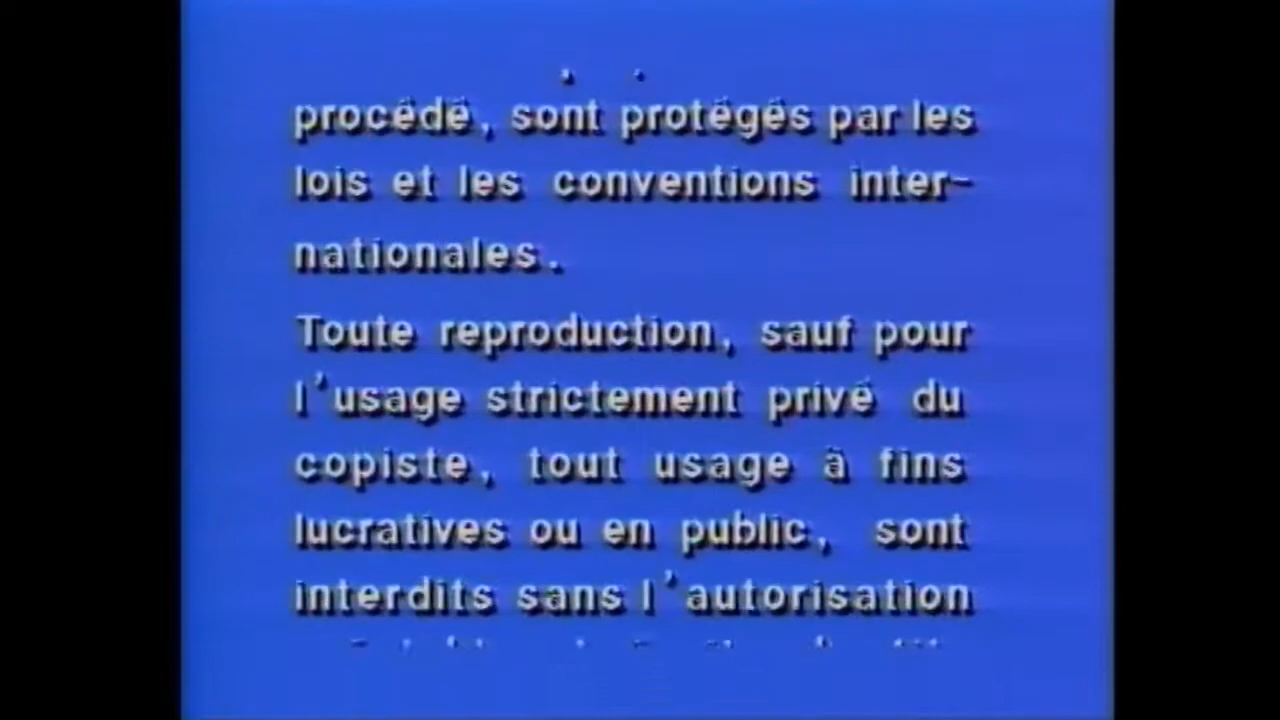 procédé, sont protégés par les
lois et les conventions inter-
nationales.
Toute reproduction, sauf pour
l'usage strictement privé du
copiste, tout usage à fins
lucratives ou en public, sont
interdits sans l'autorisation